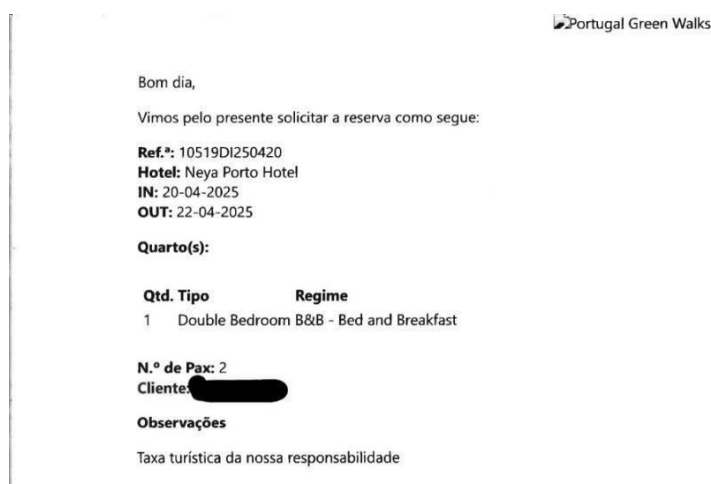 Portugal Green Walks
Bom dia,
Vimos pelo presente solicitar a reserva como segue:
Ref.ª: 10519DI250420
Hotel: Neya Porto Hotel
IN: 20-04-2025
OUT: 22-04-2025
Quarto(s):
Qtd. Tipo Regime
1 Double Bedroom B&B - Bed and Breakfast
N.º de Pax: 2
Cliente:
Observações
Taxa turística da nossa responsabilidade